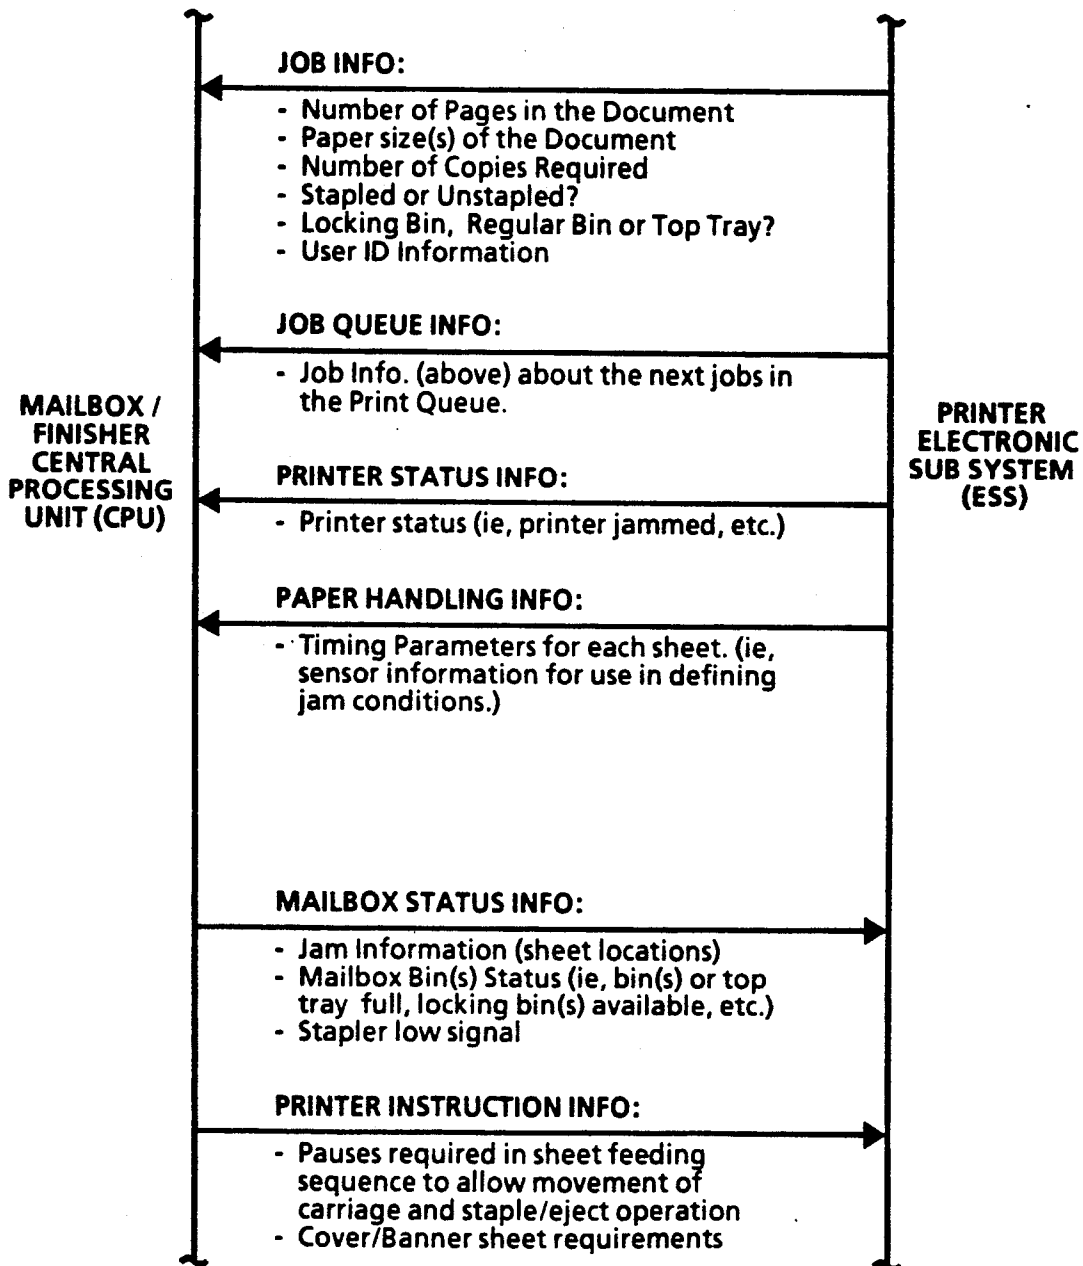 JOB INFO:
- Number of Pages in the Document
- Paper size(s) of the Document
- Number of Copies Required
- Stapled or Unstapled?
- Locking Bin, Regular Bin or Top Tray?
- User ID Information
JOB QUEUE INFO:
- Job Info. (above) about the next jobs in
the Print Queue.
MAILBOX /
FINISHER
CENTRAL
PROCESSING
UNIT (CPU)
PRINTER
ELECTRONIC
SUB SYSTEM
(ESS)
PRINTER STATUS INFO:
- Printer status (ie, printer jammed, etc.)
PAPER HANDLING INFO:
- Timing Parameters for each sheet. (ie,
sensor information for use in defining
jam conditions.)
MAILBOX STATUS INFO:
- Jam Information (sheet locations)
- Mailbox Bin(s) Status (ie, bin(s) or top
tray full, locking bin(s) available, etc.)
- Stapler low signal
PRINTER INSTRUCTION INFO:
- Pauses required in sheet feeding
sequence to allow movement of
carriage and staple/eject operation
- Cover/Banner sheet requirements